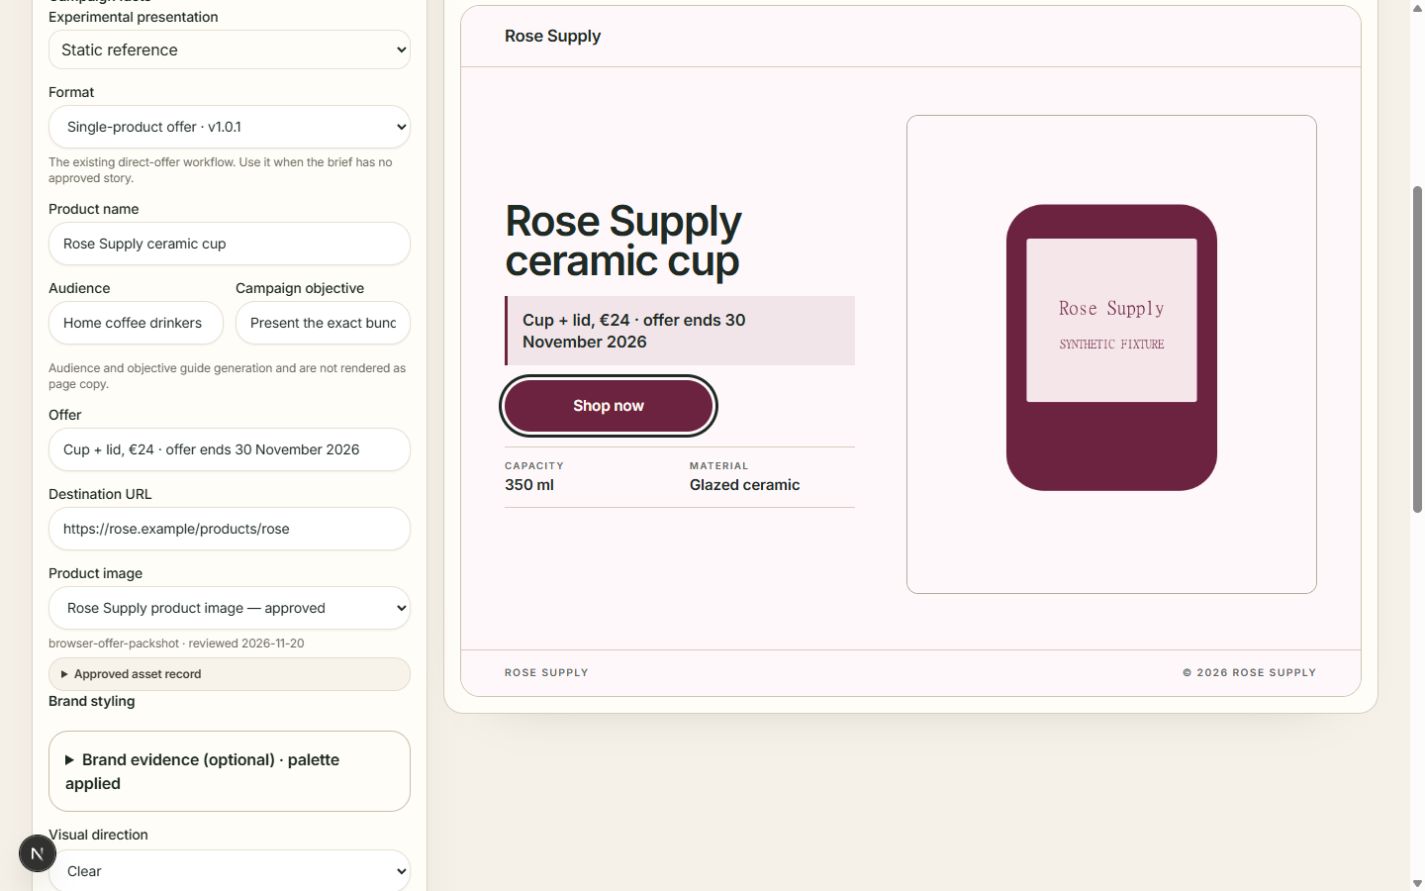 Experimental presentation
Static reference
Format
Single-product offer · v1.0.1
The existing direct-offer workflow. Use it when the brief has no
approved story.
Product name
Rose Supply ceramic cup
Audience
Campaign objective
Home coffee drinkers
Present the exact bund
Audience and objective guide generation and are not rendered as
page copy.
Offer
Cup + lid, €24 · offer ends 30 November 2026
Destination URL
https://rose.example/products/rose
Product image
Rose Supply product image — approved
browser-offer-packshot · reviewed 2026-11-20
Approved asset record
Brand styling
Brand evidence (optional) · palette
applied
Visual direction
Clear
N
Rose Supply
Rose Supply
ceramic cup
Cup + lid, €24 · offer ends 30
November 2026
Shop now
CAPACITY
350 ml
MATERIAL
Glazed ceramic
Rose Supply
SYNTHETIC FIXTURE
ROSE SUPPLY
© 2026 ROSE SUPPLY